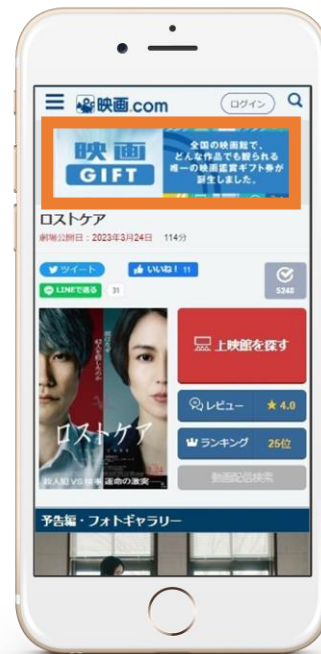 映画.com
ログイン
映画
GIFT
全国の映画館で、
どんな作品でも観られる
唯一の映画鑑賞ギフト券が
誕生しました。
ロストケア
劇場公開日：2023年3月24日 114分
ツイート
いいね！ 11
LINEで送る 31
5248
上映館を探す
レビュー ★ 4.0
ランキング 25位
動画配信検索
ロストケア
殺人犯 VS 検事 運命の激突
予告編・フォトギャラリー